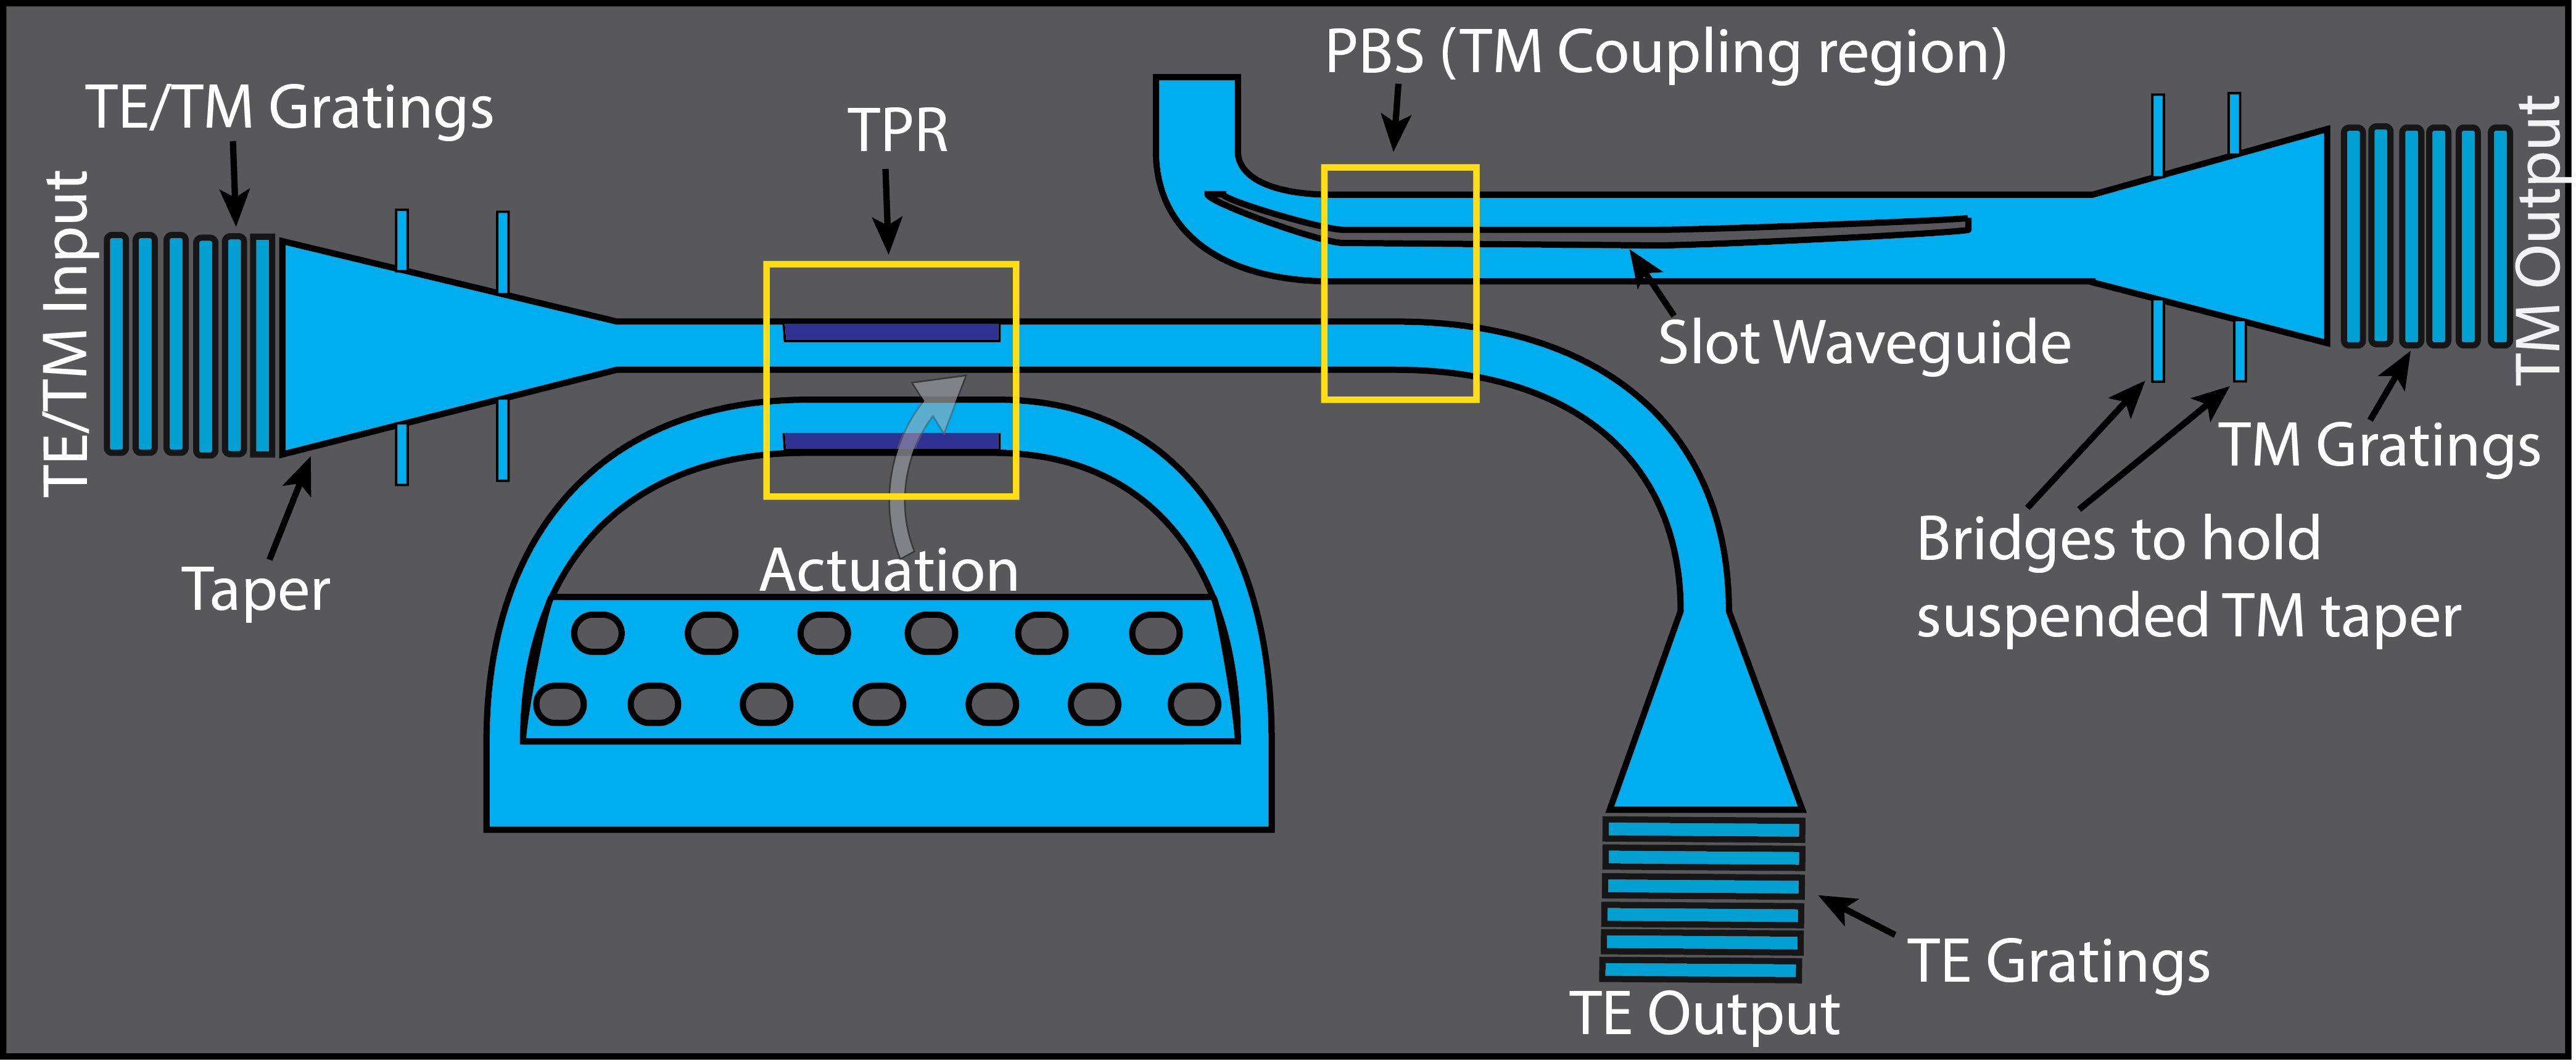 PBS (TM Coupling region)
TE/TM Gratings
TPR
TE/TM Input
TM Output
Slot Waveguide
TM Gratings
Bridges to hold
suspended TM taper
Actuation
Taper
TE Gratings
TE Output